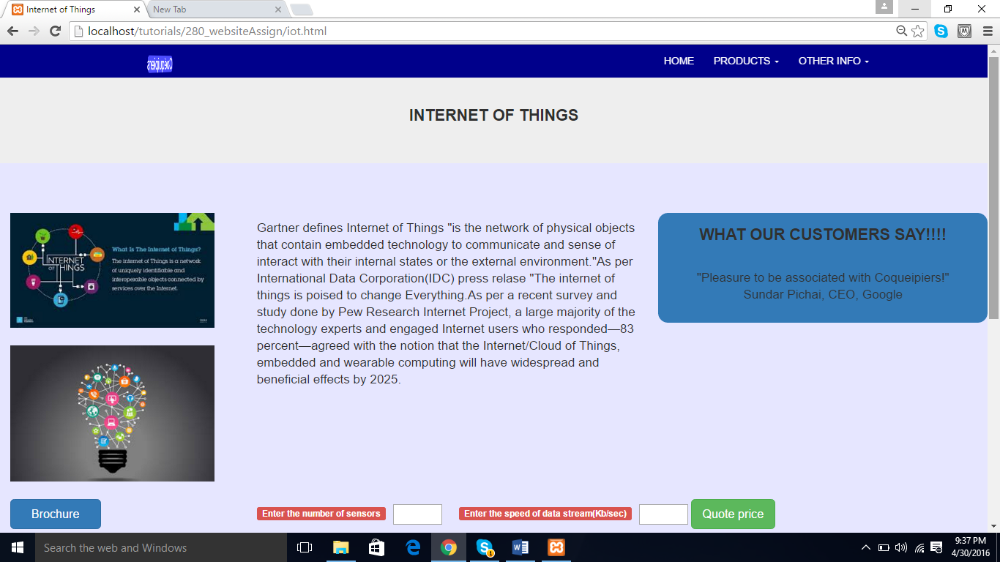 Internet of Things
New Tab
localhost/tutorials/280_websiteAssign/iot.html
HOME
PRODUCTS
OTHER INFO
INTERNET OF THINGS
What Is The Internet of Things?
The Internet of Things is a network
of uniquely identifiable and
interoperable objects connected by
services over the Internet.
INTERNET
OF THINGS
Gartner defines Internet of Things "is the network of physical objects
that contain embedded technology to communicate and sense of
interact with their internal states or the external environment."As per
International Data Corporation(IDC) press relase "The internet of
things is poised to change Everything.As per a recent survey and
study done by Pew Research Internet Project, a large majority of the
technology experts and engaged Internet users who responded—83
percent—agreed with the notion that the Internet/Cloud of Things,
embedded and wearable computing will have widespread and
beneficial effects by 2025.
WHAT OUR CUSTOMERS SAY!!!!
"Pleasure to be associated with Coqueipiers!"
Sundar Pichai, CEO, Google
Brochure
Enter the number of sensors
Enter the speed of data stream(Kb/sec)
Quote price
Search the web and Windows
1
9:37 PM
4/30/2016